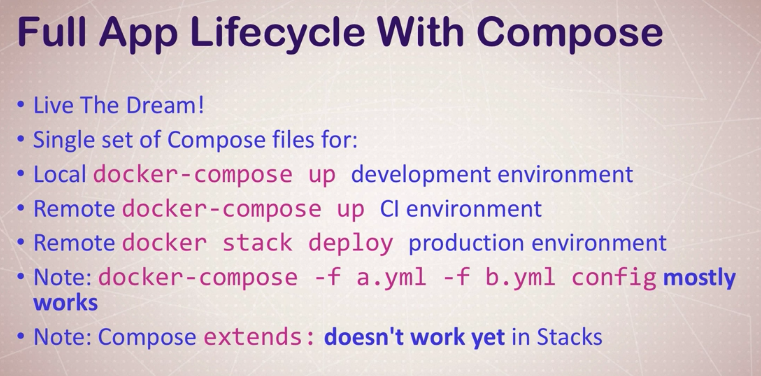 Full App Lifecycle With Compose
• Live The Dream!
• Single set of Compose files for:
• Local docker-compose up development environment
• Remote docker-compose up CI environment
• Remote docker stack deploy production environment
• Note: docker-compose -f a.yml -f b.yml config mostly
works
• Note: Compose extends: doesn't work yet in Stacks